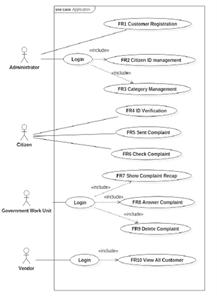 use case Application
FR1 Customer Registration
«include»
Login
FR2 Citizen ID management
Administrator
«include»
FR3 Category Management
FR4 ID Verification
FR5 Sent Complaint
Citizen
FR6 Check Complaint
FR7 Show Complaint Recap
«include»
Login
«include»
FR8 Answer Complaint
Government Work Unit
«include»
FR9 Delete Complaint
«include»
Login
FR10 View All Customer
Vendor